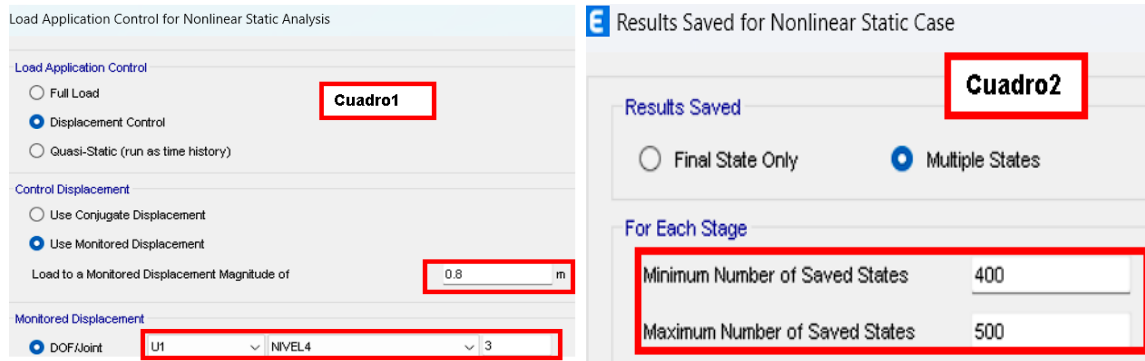 Load Application Control for Nonlinear Static Analysis
Load Application Control
Full Load
Cuadro1
Displacement Control
Quasi-Static (run as time history)
Control Displacement
Use Conjugate Displacement
Use Monitored Displacement
Load to a Monitored Displacement Magnitude of 0.8 m
Monitored Displacement
DOF/Joint U1 NIVEL4 3
E Results Saved for Nonlinear Static Case
Cuadro2
Results Saved
Final State Only Multiple States
For Each Stage
Minimum Number of Saved States 400
Maximum Number of Saved States 500